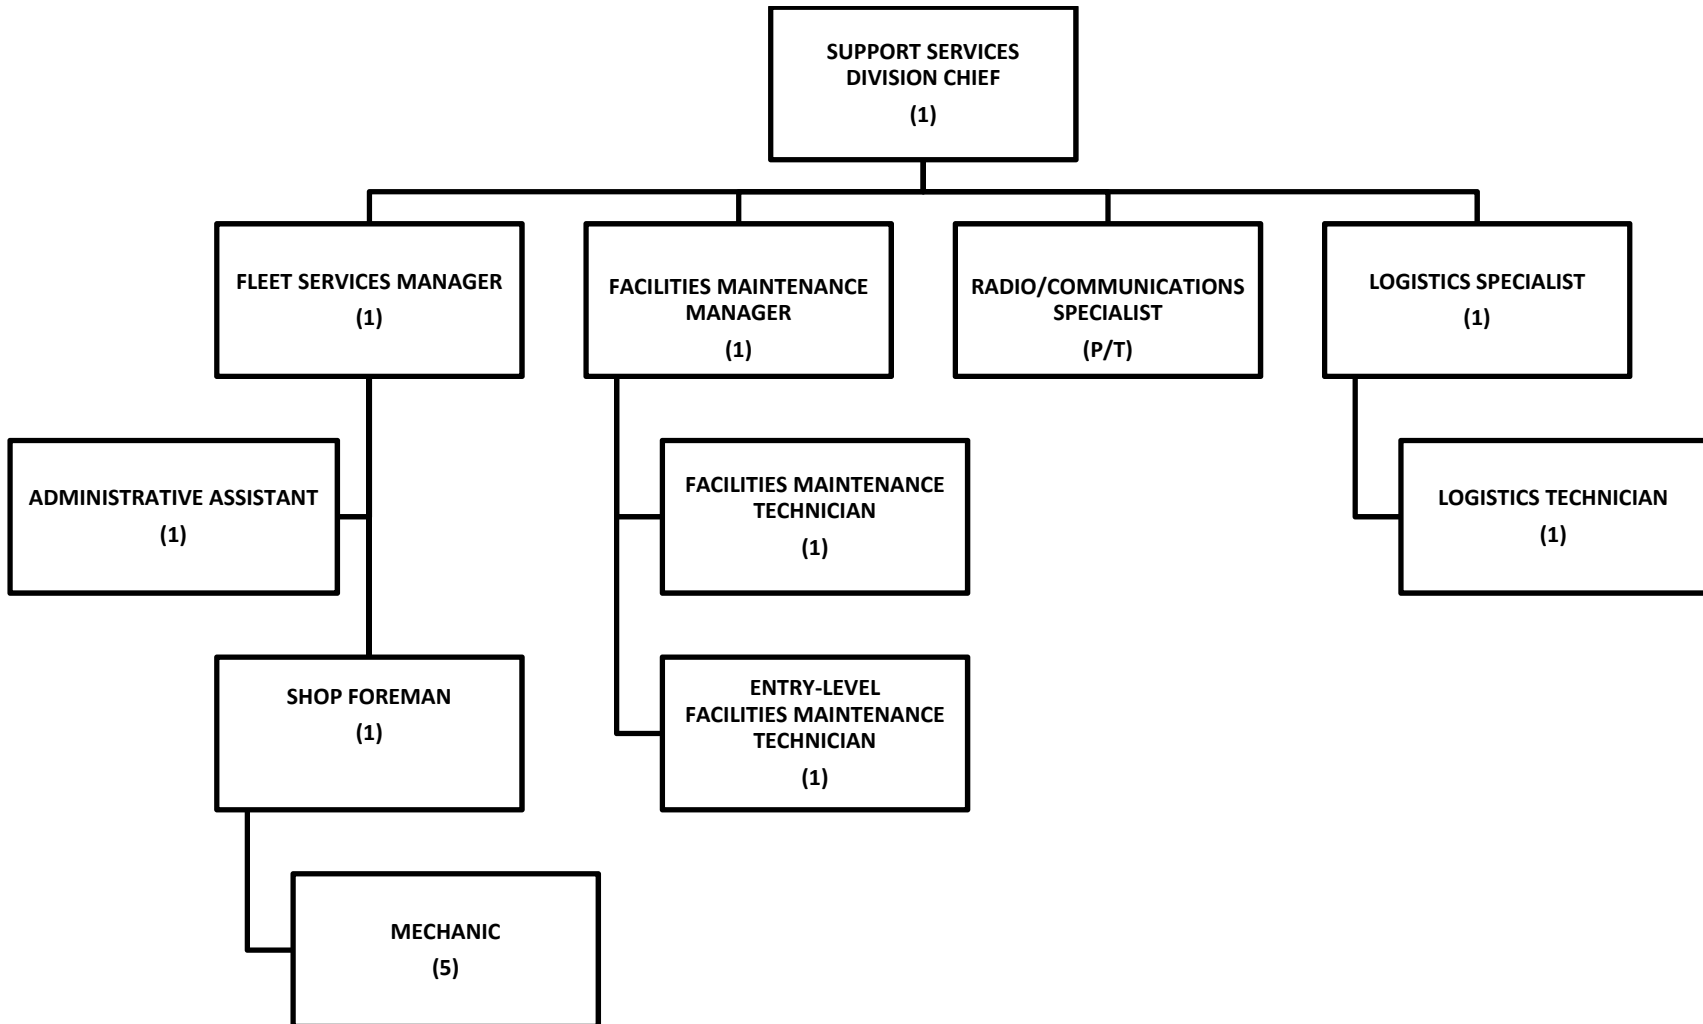 SUPPORT SERVICES
DIVISION CHIEF
(1)
FLEET SERVICES MANAGER
(1)
FACILITIES MAINTENANCE
MANAGER
(1)
RADIO/COMMUNICATIONS
SPECIALIST
(P/T)
LOGISTICS SPECIALIST
(1)
ADMINISTRATIVE ASSISTANT
(1)
FACILITIES MAINTENANCE
TECHNICIAN
(1)
LOGISTICS TECHNICIAN
(1)
SHOP FOREMAN
(1)
ENTRY-LEVEL
FACILITIES MAINTENANCE
TECHNICIAN
(1)
MECHANIC
(5)